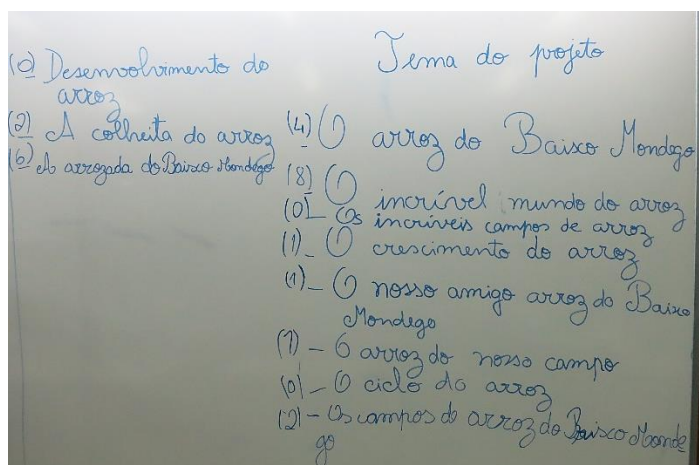 Tema do projeto
(0) Desenvolvimento do
arroz
(2) A colheita do arroz
(6) A arrozada do Baixo Mondego
(4) O arroz do Baixo Mondego
(8) O incrível mundo do arroz
(0)_ Os incríveis campos de arroz
(1)_ O crescimento do arroz
(1)_ O nosso amigo arroz do Baixo
Mondego
(1) - O arroz do nosso campo
(0)_ O ciclo do arroz
(2) - Os campos do arroz do Baixo Monde
go